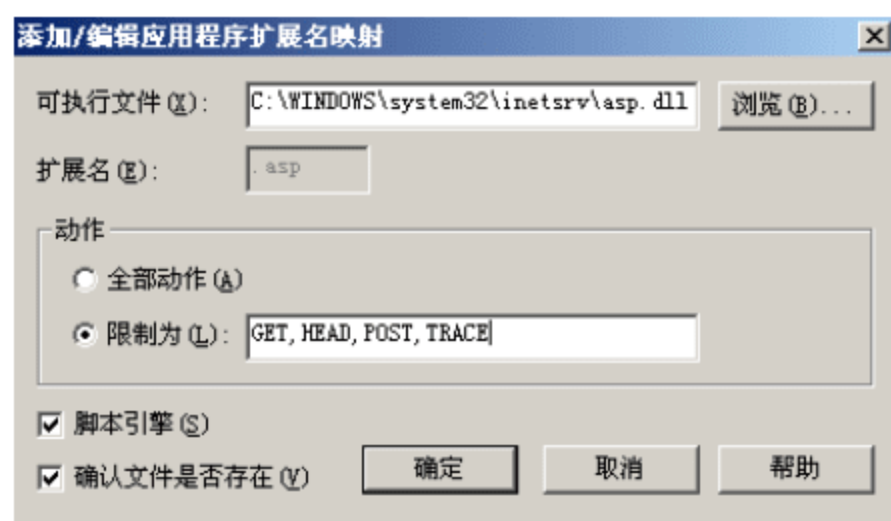 添加/编辑应用程序扩展名映射
可执行文件(X): C:\WINDOWS\system32\inetsrv\asp.dll 浏览(B)...
扩展名(E): .asp
动作
全部动作(A)
限制为(L): GET,HEAD,POST,TRACE
脚本引擎(S)
确认文件是否存在(V) 确定 取消 帮助